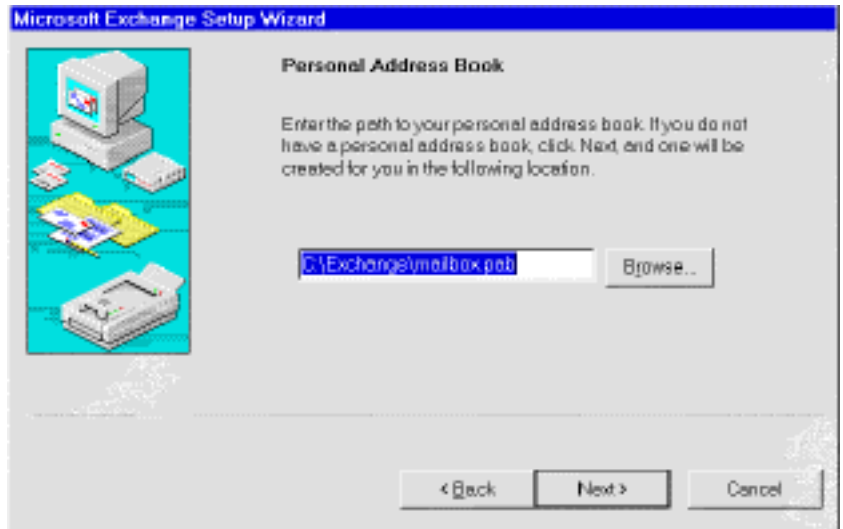 Microsoft Exchange Setup Wizard
Personal Address Book
Enter the path to your personal address book. If you do not
have a personal address book, click Next, and one will be
created for you in the following location.
C:\Exchange\mailbox.pab
Browse...
< Back
Next >
Cancel